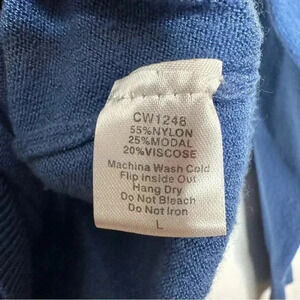 CW1248
55%NYLON
25%MODAL
20%VISCOSE
Machina Wash Cold
Flip Inside Out
Hang Dry
Do Not Bleach
Do Not Iron
L